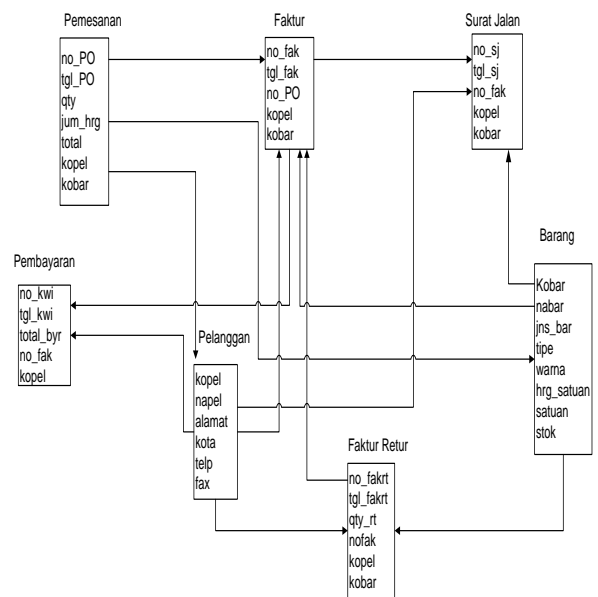 Pemesanan
no_PO
tgl_PO
qty
jum_hrg
total
kopel
kobar
Faktur
no_fak
tgl_fak
no_PO
kopel
kobar
Surat Jalan
no_sj
tgl_sj
no_fak
kopel
kobar
Pembayaran
no_kwi
tgl_kwi
total_byr
no_fak
kopel
Pelanggan
kopel
napel
alamat
kota
telp
fax
Barang
Kobar
nabar
jns_bar
tipe
warna
hrg_satuan
satuan
stok
Faktur Retur
no_fakrt
tgl_fakrt
qty_rt
nofak
kopel
kobar